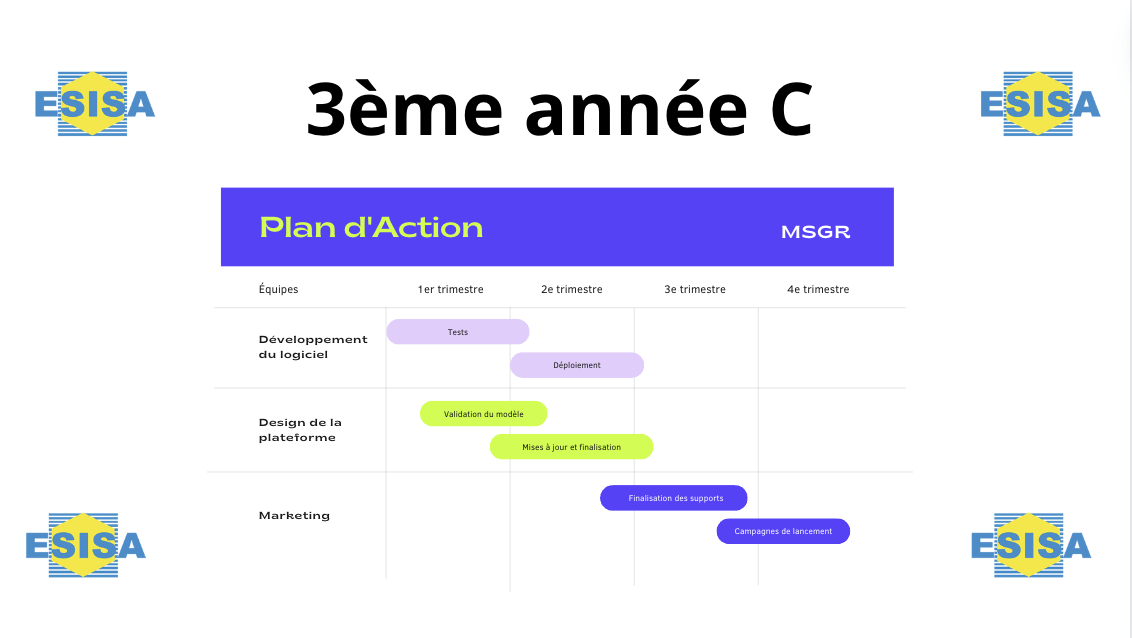 ESISA
3ème année C
ESISA
Plan d'Action
MSGR
Équipes
1er trimestre
2e trimestre
3e trimestre
4e trimestre
Développement
du logiciel
Tests
Déploiement
Design de la
plateforme
Validation du modèle
Mises à jour et finalisation
Marketing
Finalisation des supports
Campagnes de lancement
ESISA
ESISA